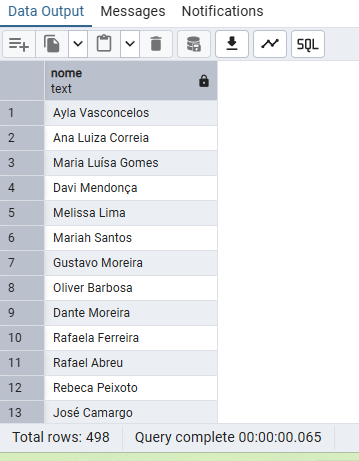 Data Output Messages Notifications
SQL
nome
text
1 Ayla Vasconcelos
2 Ana Luiza Correia
3 Maria Luísa Gomes
4 Davi Mendonça
5 Melissa Lima
6 Mariah Santos
7 Gustavo Moreira
8 Oliver Barbosa
9 Dante Moreira
10 Rafaela Ferreira
11 Rafael Abreu
12 Rebeca Peixoto
13 José Camargo
Total rows: 498 Query complete 00:00:00.065